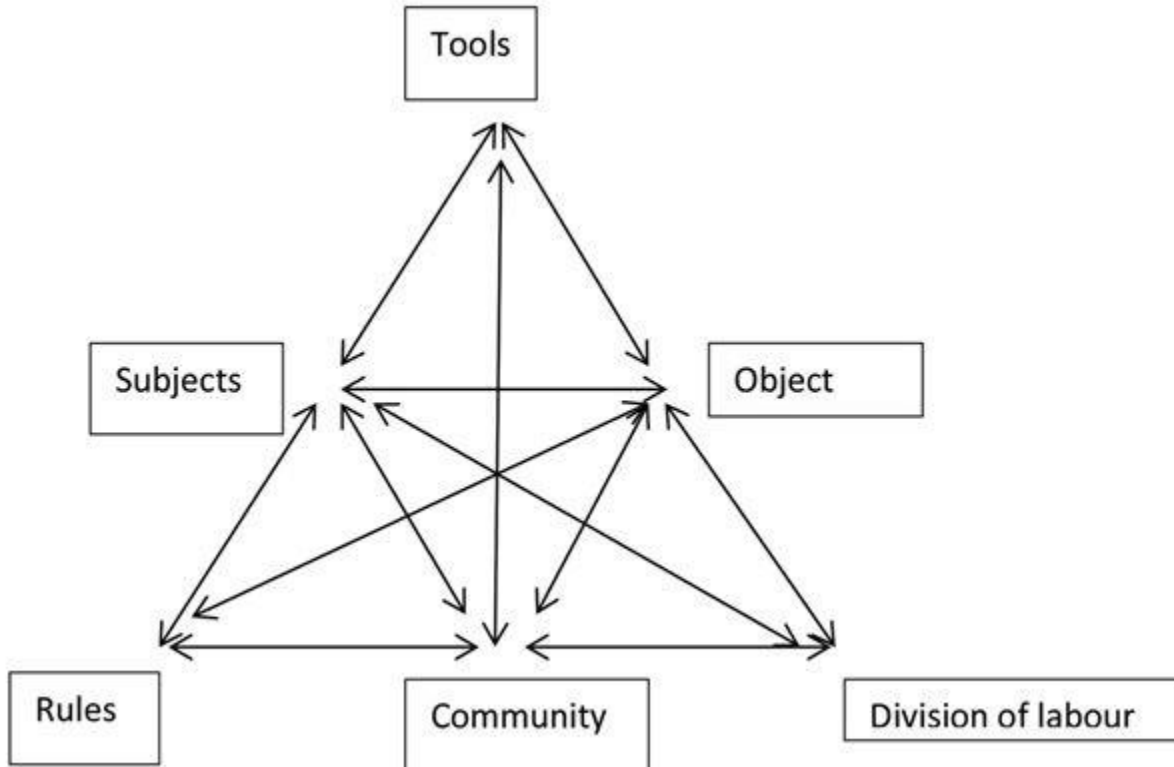 Tools
Subjects
Object
Rules
Community
Division of labour